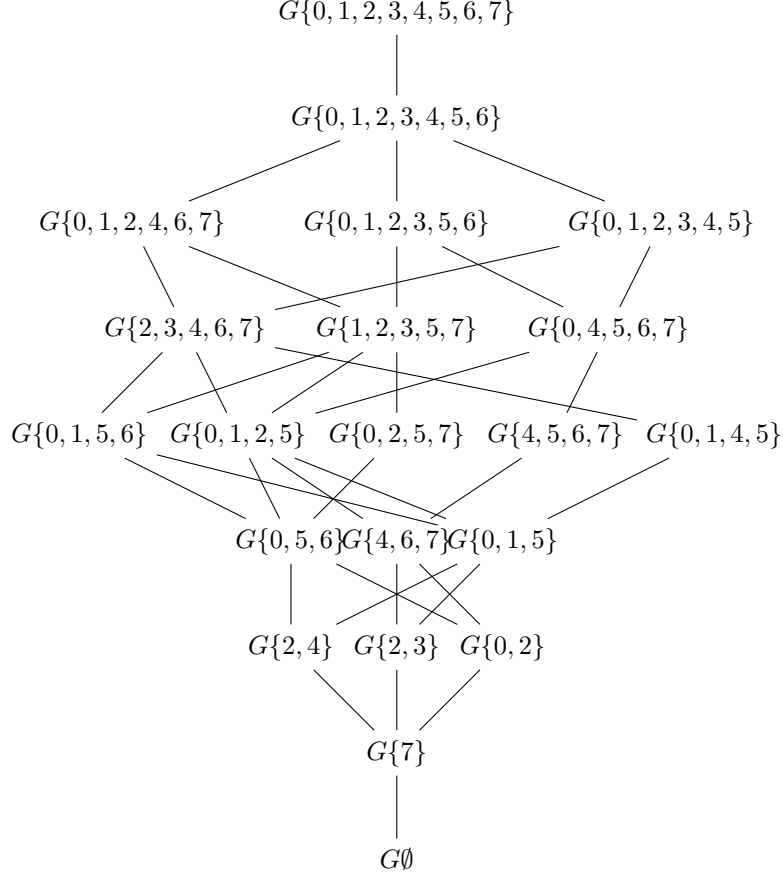 G{0, 1, 2, 3, 4, 5, 6, 7}
G{0, 1, 2, 3, 4, 5, 6}
G{0, 1, 2, 4, 6, 7} G{0, 1, 2, 3, 5, 6} G{0, 1, 2, 3, 4, 5}
G{2, 3, 4, 6, 7} G{1, 2, 3, 5, 7} G{0, 4, 5, 6, 7}
G{0, 1, 5, 6} G{0, 1, 2, 5} G{0, 2, 5, 7} G{4, 5, 6, 7} G{0, 1, 4, 5}
G{0, 5, 6} G{4, 6, 7} G{0, 1, 5}
G{2, 4} G{2, 3} G{0, 2}
G{7}
G∅